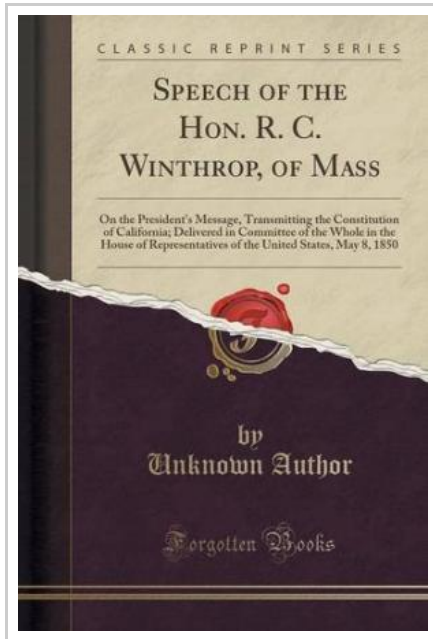 CLASSIC REPRINT SERIES
SPEECH OF THE
HON. R. C.
WINTHROP, OF MASS
On the President's Message, Transmitting the Constitution
of California; Delivered in Committee of the Whole in the
House of Representatives of the United States, May 8, 1850
by
Unknown Author
Forgotten Books